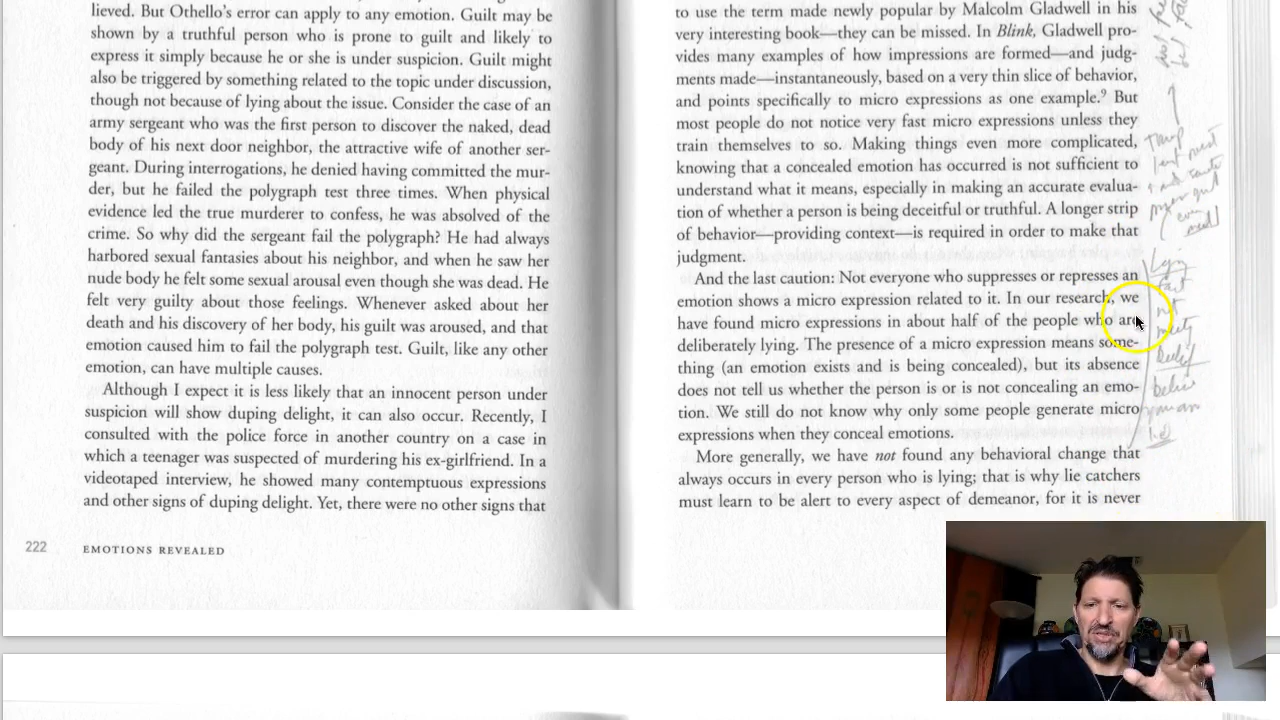 lieved. But Othello's error can apply to any emotion. Guilt may be
shown by a truthful person who is prone to guilt and likely to
express it simply because he or she is under suspicion. Guilt might
also be triggered by something related to the topic under discussion,
though not because of lying about the issue. Consider the case of an
army sergeant who was the first person to discover the naked, dead
body of his next door neighbor, the attractive wife of another ser-
geant. During interrogations, he denied having committed the mur-
der, but he failed the polygraph test three times. When physical
evidence led the true murderer to confess, he was absolved of the
crime. So why did the sergeant fail the polygraph? He had always
harbored sexual fantasies about his neighbor, and when he saw her
nude body he felt some sexual arousal even though she was dead. He
felt very guilty about those feelings. Whenever asked about her
death and his discovery of her body, his guilt was aroused, and that
emotion caused him to fail the polygraph test. Guilt, like any other
emotion, can have multiple causes.
Although I expect it is less likely that an innocent person under
suspicion will show duping delight, it can also occur. Recently, I
consulted with the police force in another country on a case in
which a teenager was suspected of murdering his ex-girlfriend. In a
videotaped interview, he showed many contemptuous expressions
and other signs of duping delight. Yet, there were no other signs that
222 EMOTIONS REVEALED
to use the term made newly popular by Malcolm Gladwell in his
very interesting book—they can be missed. In Blink, Gladwell pro-
vides many examples of how impressions are formed—and judg-
ments made—instantaneously, based on a very thin slice of behavior,
and points specifically to micro expressions as one example.9 But
most people do not notice very fast micro expressions unless they
train themselves to so. Making things even more complicated,
knowing that a concealed emotion has occurred is not sufficient to
understand what it means, especially in making an accurate evalua-
tion of whether a person is being deceitful or truthful. A longer strip
of behavior—providing context—is required in order to make that
judgment.
And the last caution: Not everyone who suppresses or represses an
emotion shows a micro expression related to it. In our research, we
have found micro expressions in about half of the people who are
deliberately lying. The presence of a micro expression means some-
thing (an emotion exists and is being concealed), but its absence
does not tell us whether the person is or is not concealing an emo-
tion. We still do not know why only some people generate micro
expressions when they conceal emotions.
More generally, we have not found any behavioral change that
always occurs in every person who is lying; that is why lie catchers
must learn to be alert to every aspect of demeanor, for it is never